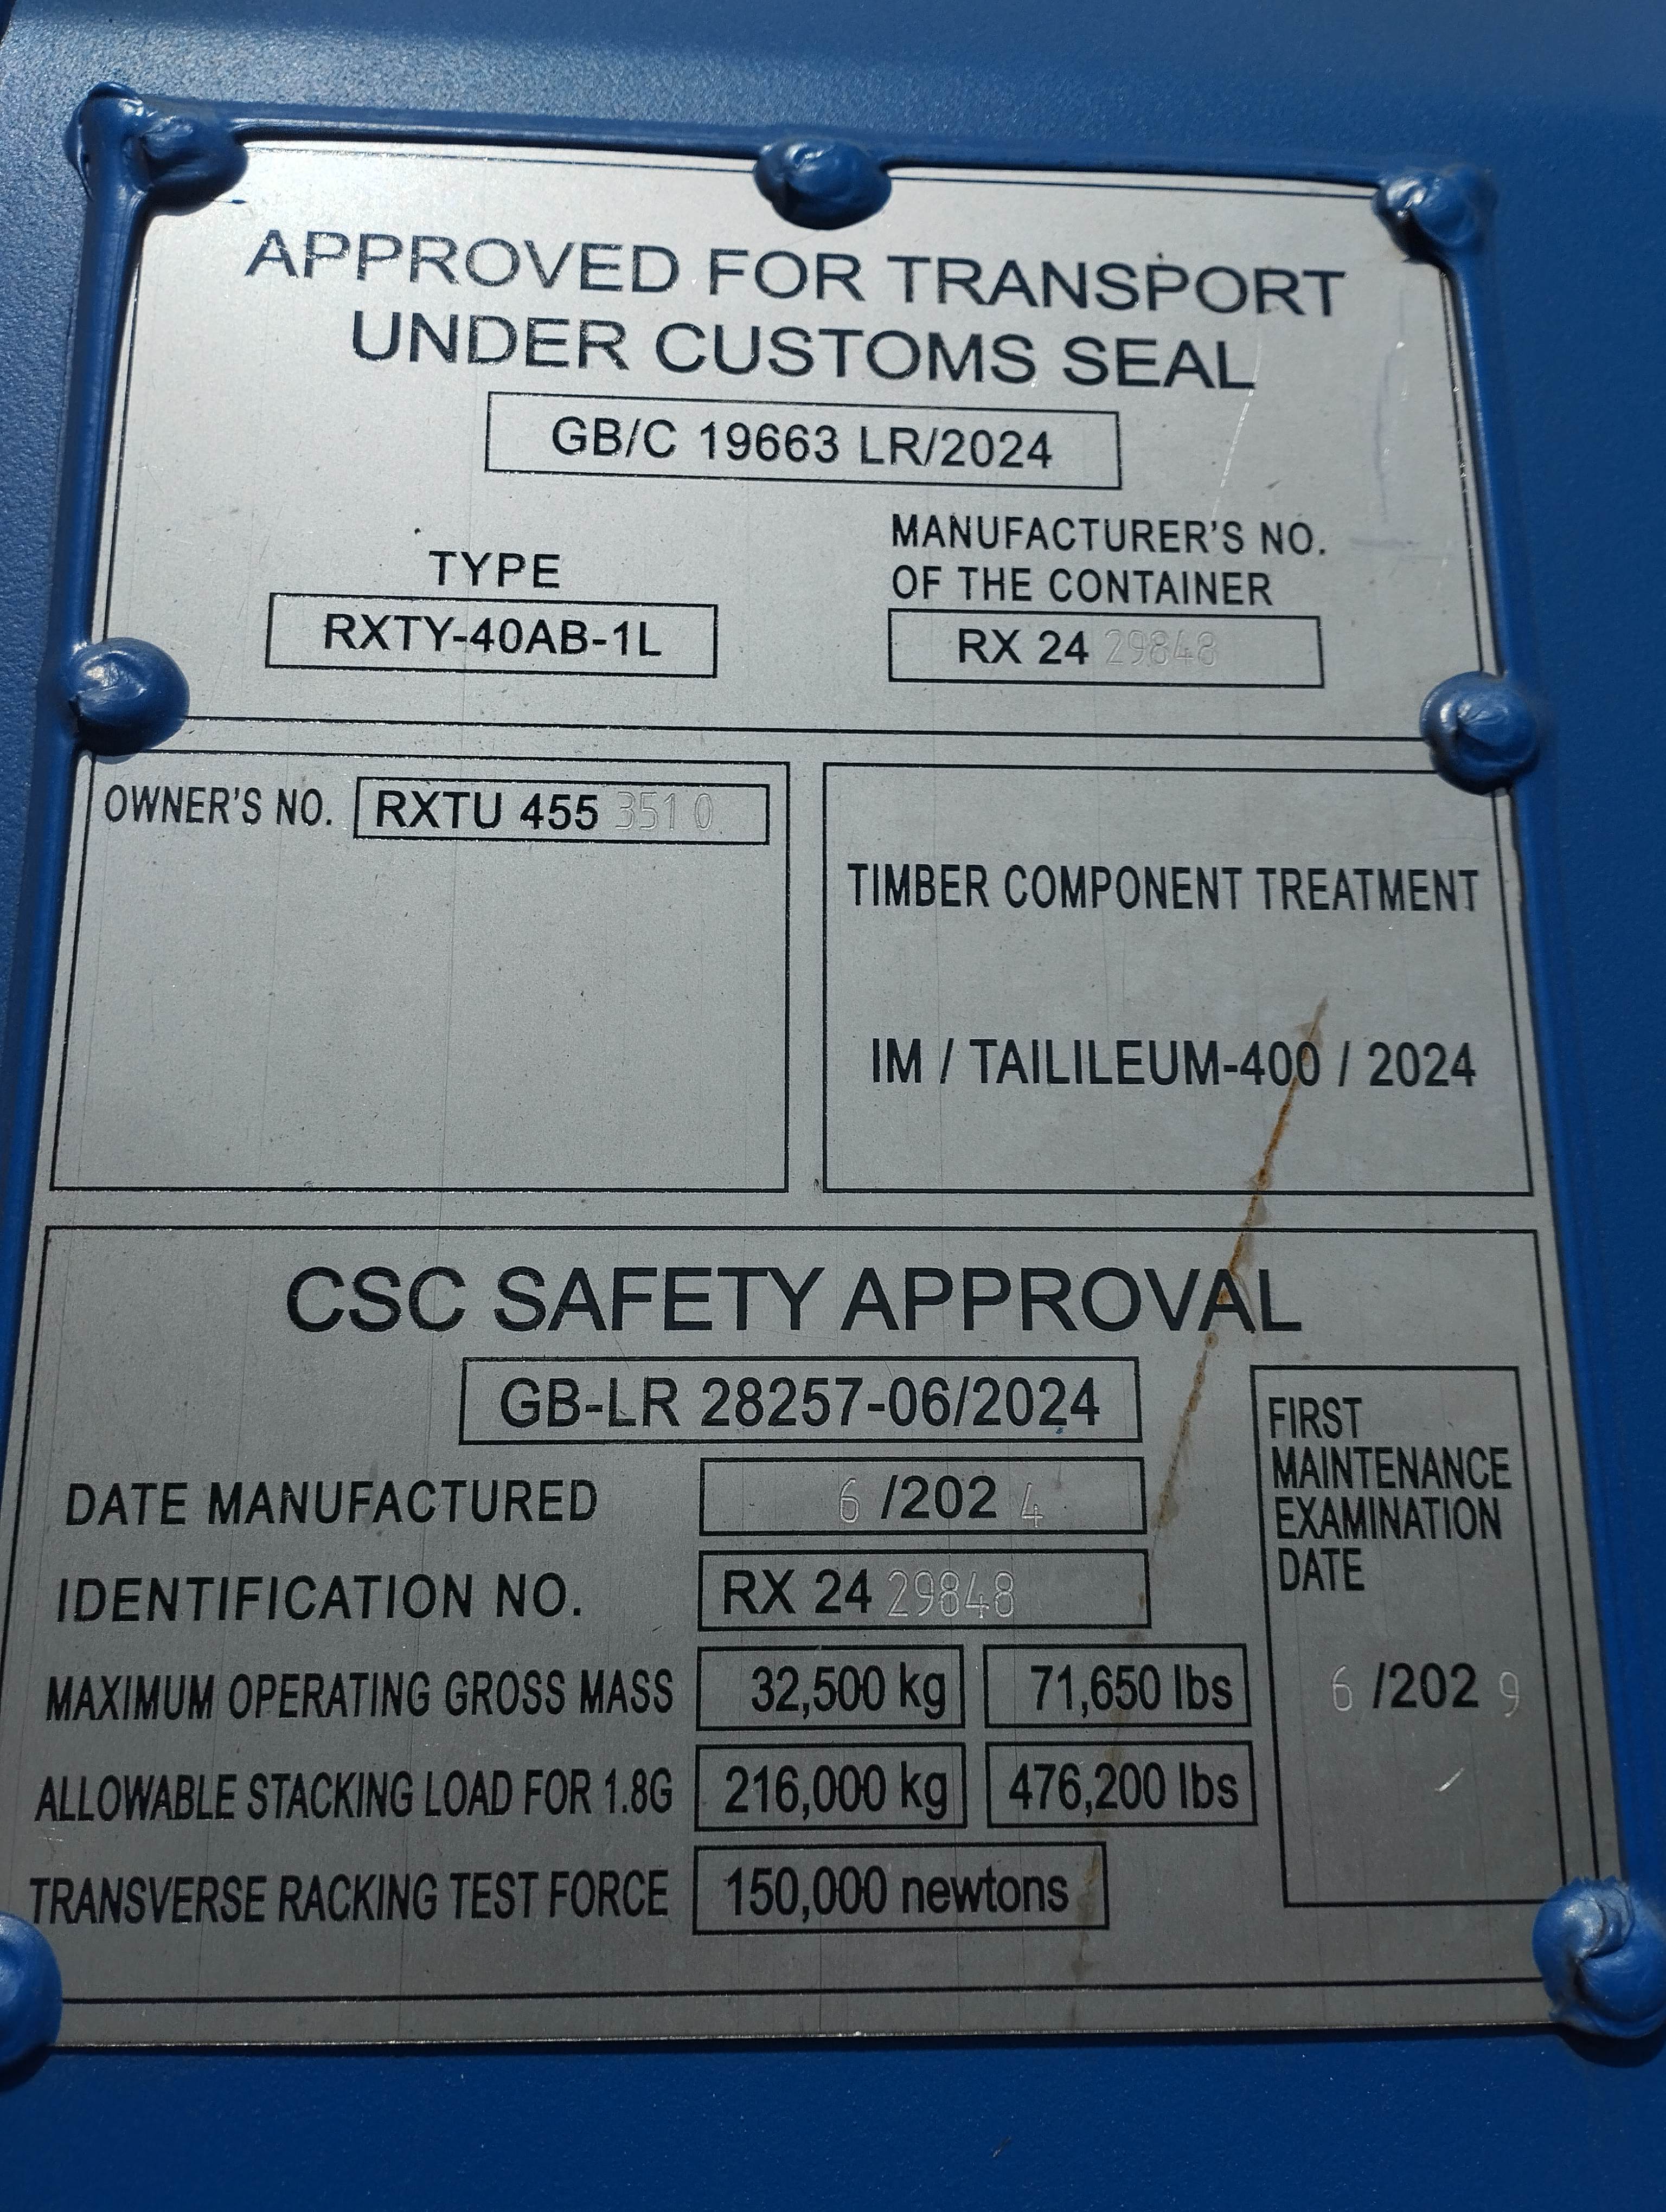 APPROVED FOR TRANSPORT
UNDER CUSTOMS SEAL
GB/C 19663 LR/2024
TYPE
RXTY-40AB-1L
MANUFACTURER'S NO.
OF THE CONTAINER
RX 24 29848
OWNER'S NO. RXTU 455 351 0
TIMBER COMPONENT TREATMENT
IM / TAILILEUM-400 / 2024
CSC SAFETY APPROVAL
GB-LR 28257-06/2024
DATE MANUFACTURED 6 /202 4
IDENTIFICATION NO. RX 24 29848
MAXIMUM OPERATING GROSS MASS 32,500 kg 71,650 lbs
ALLOWABLE STACKING LOAD FOR 1.8G 216,000 kg 476,200 lbs
TRANSVERSE RACKING TEST FORCE 150,000 newtons
FIRST
MAINTENANCE
EXAMINATION
DATE
6 /202 9